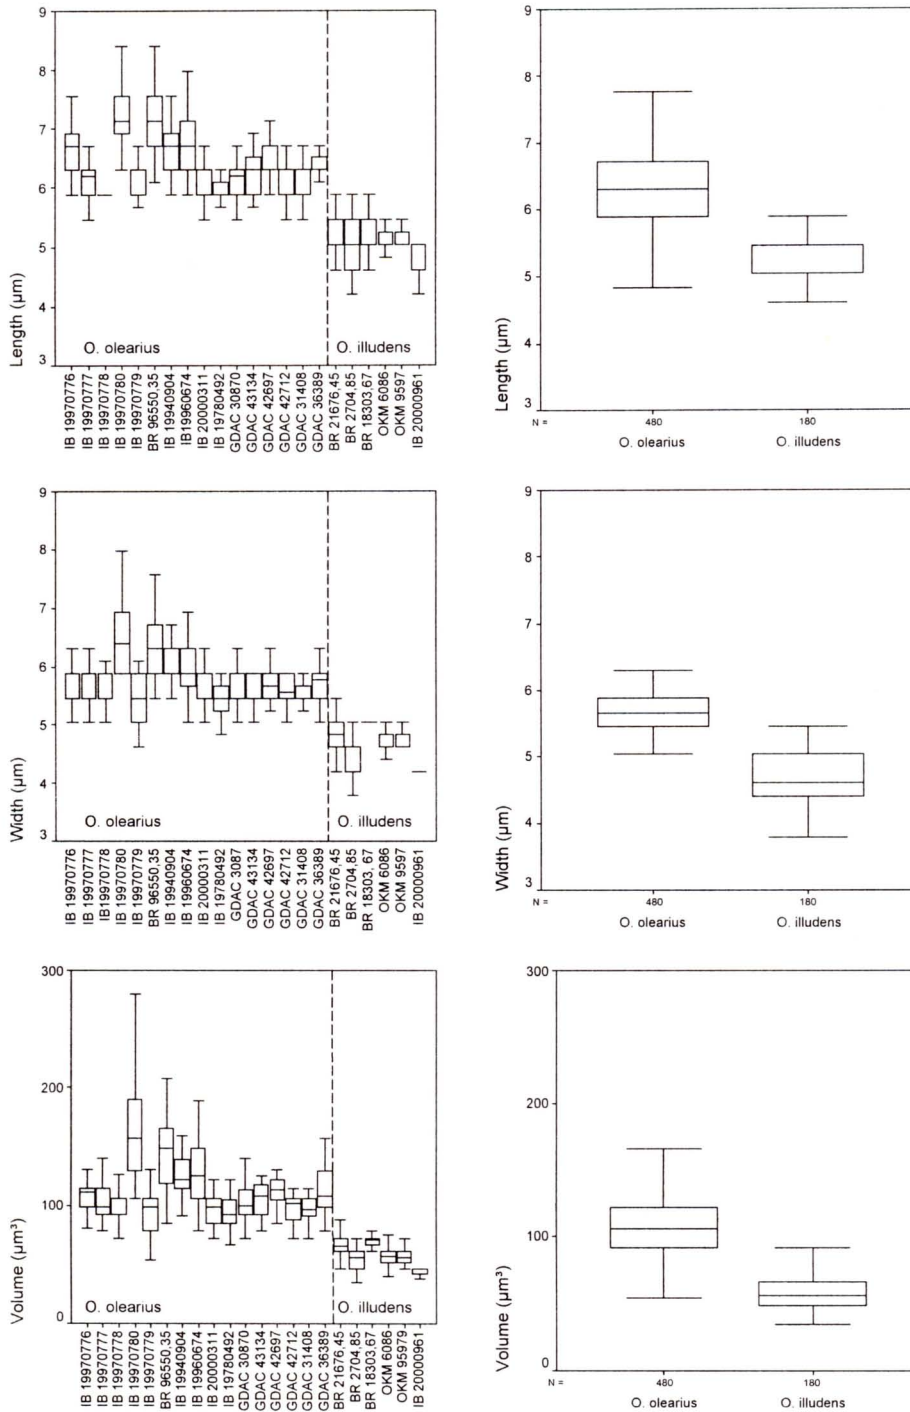 9
8
7
6
5
4
3
Length (µm)
O. olearius
O. illudens
IB 19970776
IB 19970777
IB 19970778
IB 19970780
IB 19970779
BR 96550,35
IB 19940904
IB19960674
IB 20000311
IB 19780492
GDAC 30870
GDAC 43134
GDAC 42697
GDAC 42712
GDAC 31408
GDAC 36389
BR 21676,45
BR 2704,85
BR 18303,67
OKM 6086
OKM 9597
IB 20000961
9
8
7
6
5
4
3
Length (µm)
N =
480
180
O. olearius
O. illudens
9
8
7
6
5
4
3
Width (µm)
O. olearius
O. illudens
IB 19970776
IB 19970777
IB19970778
IB 19970780
IB 19970779
BR 96550,35
IB 19940904
IB 19960674
IB 20000311
IB 19780492
GDAC 3087
GDAC 43134
GDAC 42697
GDAC 42712
GDAC 31408
GDAC 36389
BR 21676,45
BR 2704,85
BR 18303, 67
OKM 6086
OKM 9597
IB 20000961
9
8
7
6
5
4
3
Width (µm)
N =
480
180
O. olearius
O. illudens
300
200
100
0
Volume (µm³)
O. olearius
O. illudens
IB 19970776
IB 19970777
IB 19970778
IB 19970780
IB 19970779
BR 96550,35
IB 19940904
IB 19960674
IB 20000311
IB 19780492
GDAC 30870
GDAC 43134
GDAC 42697
GDAC 42712
GDAC 31408
GDAC 36389
BR 21676,45
BR 2704,85
BR 18303,67
OKM 6086
OKM 95979
IB 20000961
300
200
100
0
Volume (µm³)
N =
480
180
O. olearius
O. illudens